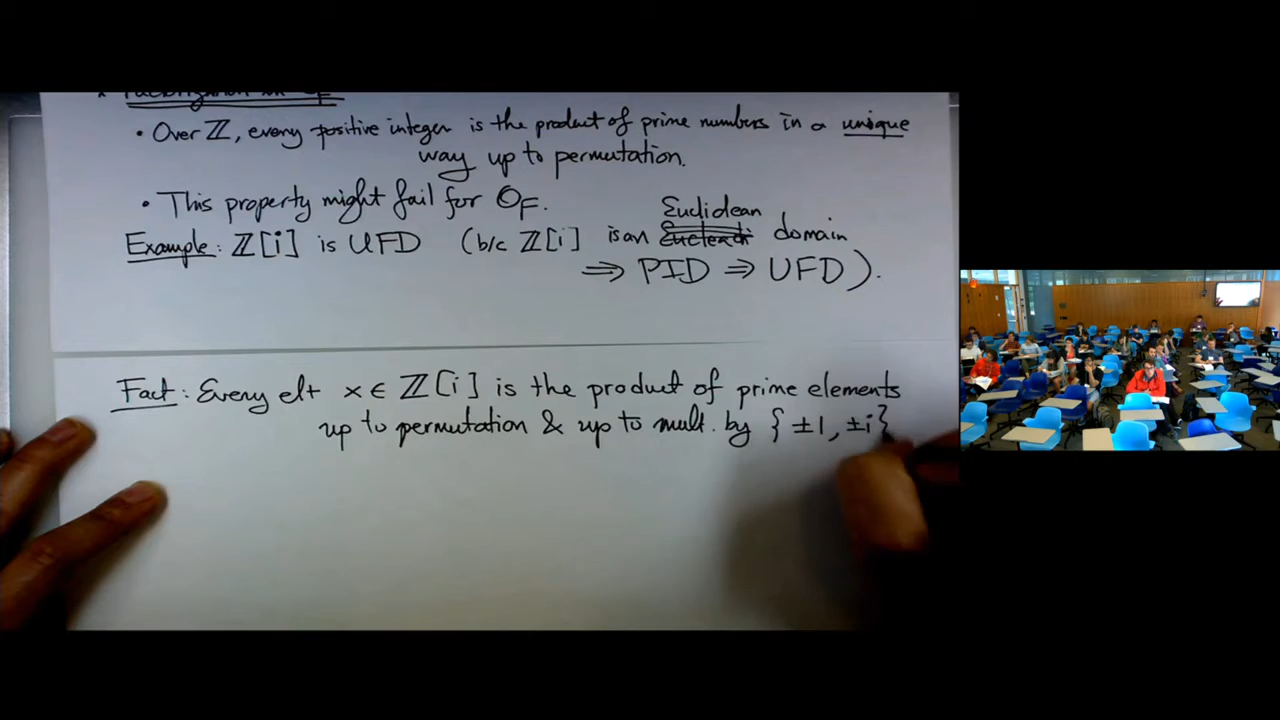 • Over ℤ, every positive integer is the product of prime numbers in a unique
way up to permutation.
• This property might fail for O_F.
Example: ℤ[i] is UFD (b/c ℤ[i] is an Euclidean domain
⟹ PID ⟹ UFD).
Fact: Every elt x ∈ ℤ[i] is the product of prime elements
up to permutation & up to mult. by {±1, ±i}